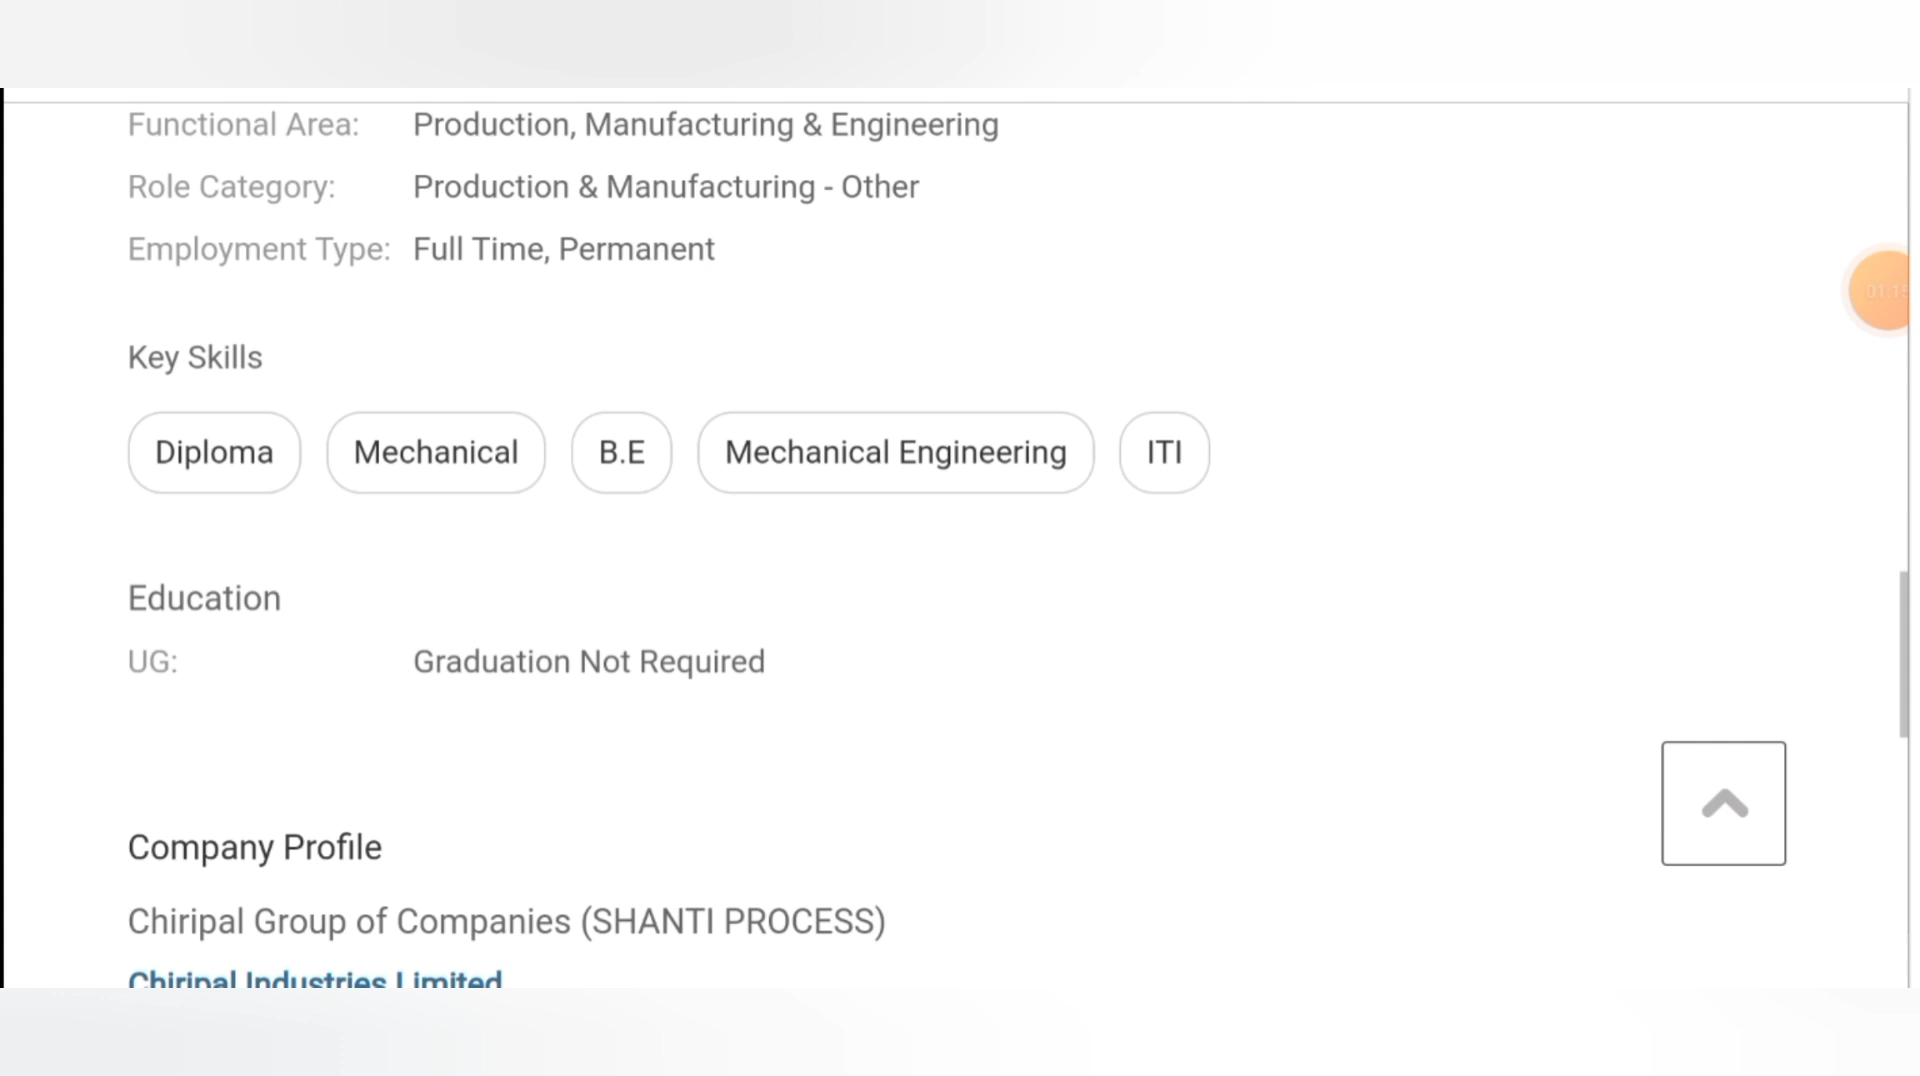 Functional Area: Production, Manufacturing & Engineering
Role Category: Production & Manufacturing - Other
Employment Type: Full Time, Permanent
Key Skills
Diploma Mechanical B.E Mechanical Engineering ITI
Education
UG: Graduation Not Required
Company Profile
Chiripal Group of Companies (SHANTI PROCESS)
Chiripal Industries Limited